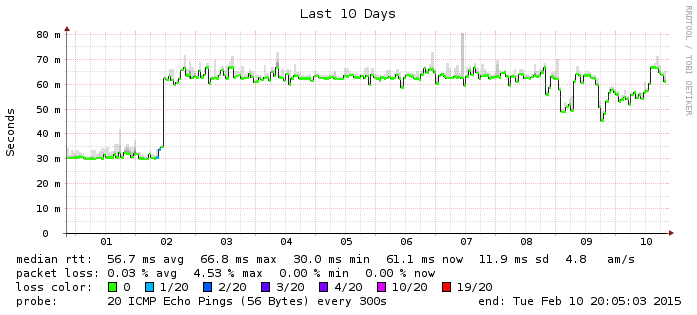 Last 10 Days
RRDTOOL / TOBI OETIKER
Seconds
80 m
70 m
60 m
50 m
40 m
30 m
20 m
10 m
0
01 02 03 04 05 06 07 08 09 10
median rtt: 56.7 ms avg 66.8 ms max 30.0 ms min 61.1 ms now 11.9 ms sd 4.8 am/s
packet loss: 0.03 % avg 4.53 % max 0.00 % min 0.00 % now
loss color: 0 1/20 2/20 3/20 4/20 10/20 19/20
probe: 20 ICMP Echo Pings (56 Bytes) every 300s end: Tue Feb 10 20:05:03 2015